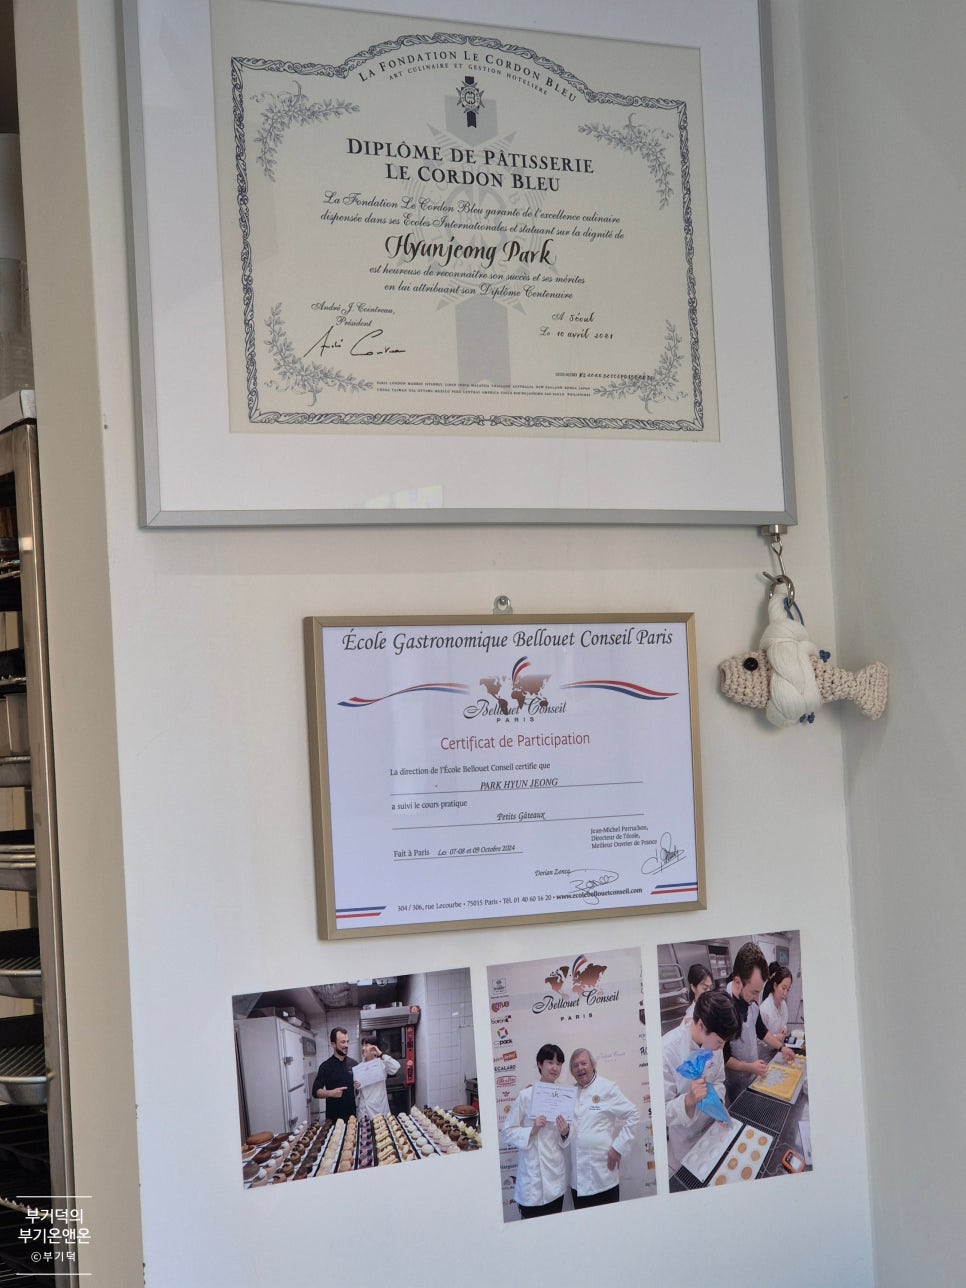 LA FONDATION LE CORDON BLEU
ART CULINAIRE ET GESTION HOTELIERE
DIPLÔME DE PÂTISSERIE
LE CORDON BLEU
La Fondation Le Cordon Bleu garante de l'excellence culinaire
dispensée dans ses Ecoles Internationales et statuant sur la dignité de
Hyunjeong Park
est heureuse de reconnaître son succès et ses mérites
en lui attribuant son Diplôme Centenaire
André J. Cointreau,
Président
A Séoul
Le 10 avril 2021
École Gastronomique Bellouet Conseil Paris
Bellouet Conseil
PARIS
Certificat de Participation
La direction de l'École Bellouet Conseil certifie que
PARK HYUN JEONG
a suivi le cours pratique
Petits Gâteaux
Jean-Michel Perruchon,
Directeur de l'école,
Meilleur Ouvrier de France
Fait à Paris Les 07-08 et 09 Octobre 2024
Dorian Zonca
304 / 306, rue Lecourbe • 75015 Paris • Tél. 01 40 60 16 20 • www.ecolebellouetconseil.com
Bellouet Conseil
PARIS
부거덕의
부기온앤온
©부기덕